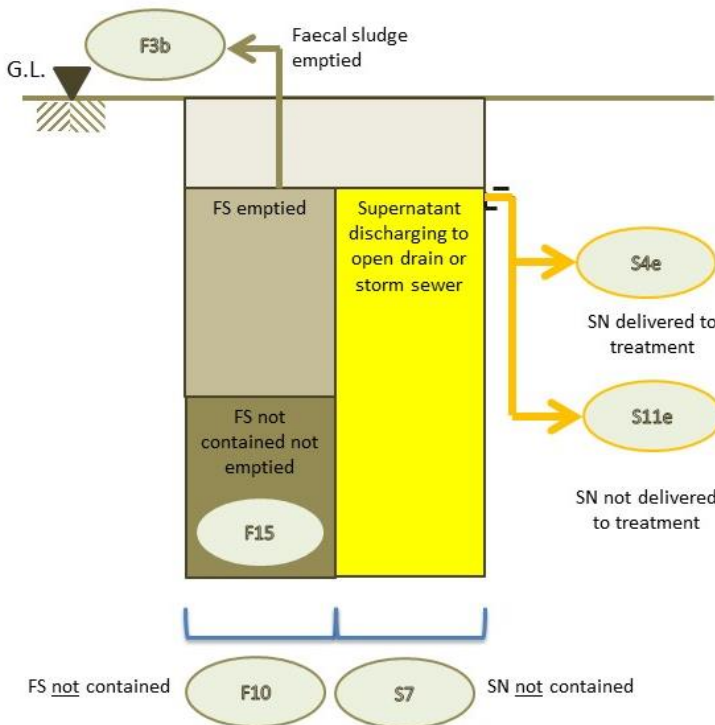 F3b
Faecal sludge
emptied
G.L.
FS emptied
Supernatant
discharging to
open drain or
storm sewer
S4e
SN delivered to
treatment
FS not
contained not
emptied
S11e
F15
SN not delivered
to treatment
FS not contained
F10
S7
SN not contained